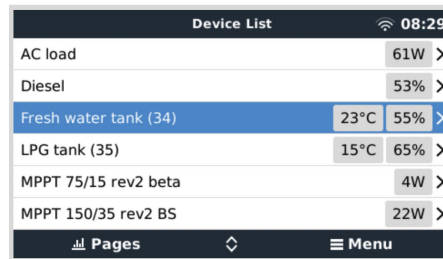 Device List 08:29
AC load 61W
Diesel 53%
Fresh water tank (34) 23°C 55%
LPG tank (35) 15°C 65%
MPPT 75/15 rev2 beta 4W
MPPT 150/35 rev2 BS 22W
Pages Menu